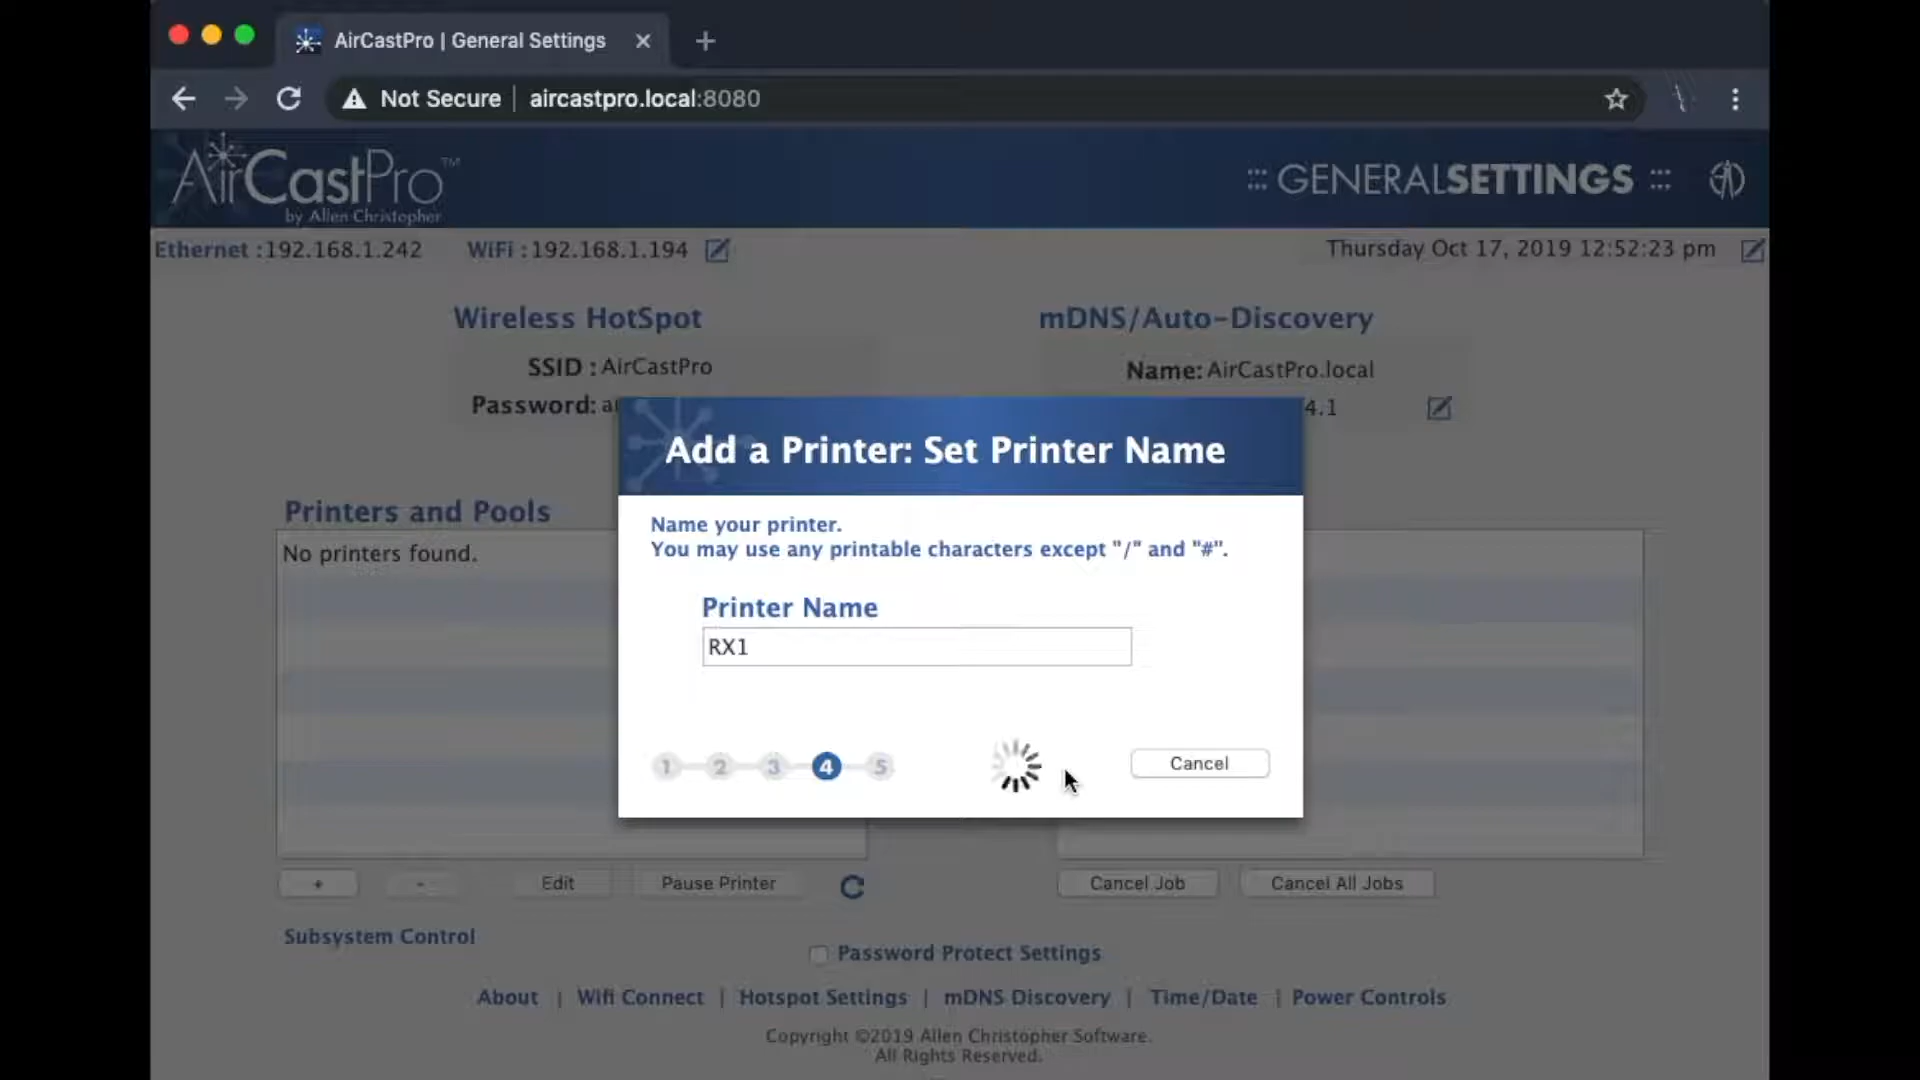 AirCastPro | General Settings
Not Secure | aircastpro.local:8080
AirCastPro™
by Allen Christopher
::: GENERALSETTINGS :::
Ethernet :192.168.1.242 WiFi :192.168.1.194
Thursday Oct 17, 2019 12:52:23 pm
Wireless HotSpot
SSID : AirCastPro
Password:
mDNS/Auto-Discovery
Name: AirCastPro.local
4.1
Printers and Pools
No printers found.
Add a Printer: Set Printer Name
Name your printer.
You may use any printable characters except "/" and "#".
Printer Name
RX1
1 2 3 4 5
Cancel
+ - Edit Pause Printer
Cancel Job Cancel All Jobs
Subsystem Control
Password Protect Settings
About | Wifi Connect | Hotspot Settings | mDNS Discovery | Time/Date | Power Controls
Copyright ©2019 Allen Christopher Software.
All Rights Reserved.